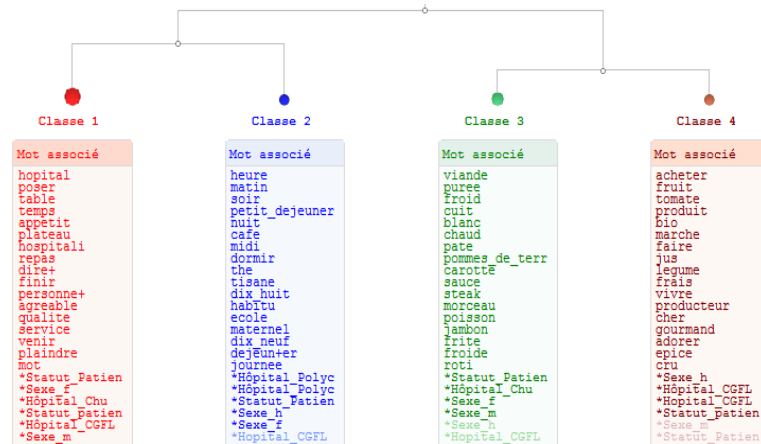 Classe 1
Classe 2
Classe 3
Classe 4
Mot associé
hopital
poser
table
temps
appetit
plateau
hospitali
repas
dire+
finir
personne+
agreable
qualite
service
venir
plaindre
mot
*Statut_Patien
*Sexe_f
*Hôpital_Chu
*Statut_patien
*Hôpital_CGFL
*Sexe_m
Mot associé
heure
matin
soir
petit_dejeuner
nuit
cafe
midi
dormir
the
tisane
dix_huit
habitu
ecole
maternel
dix_neuf
dejeun+er
journee
*Hôpital_Polyc
*Hôpital_Polyc
*Statut_Patien
*Sexe_h
*Sexe_f
*Hopital_CGFL
Mot associé
viande
puree
froid
cuit
blanc
chaud
pate
pommes_de_terr
carotte
sauce
steak
morceau
poisson
jambon
frite
froide
roti
*Statut_Patien
*Hôpital_Chu
*Sexe_f
*Sexe_m
*Sexe_h
*Hopital_CGFL
Mot associé
acheter
fruit
tomate
produit
bio
marche
faire
jus
legume
frais
vivre
producteur
cher
gourmand
adorer
epice
cru
*Sexe_h
*Hôpital_CGFL
*Hopital_CGFL
*Statut_patien
*Sexe_m
*Statut_Patien